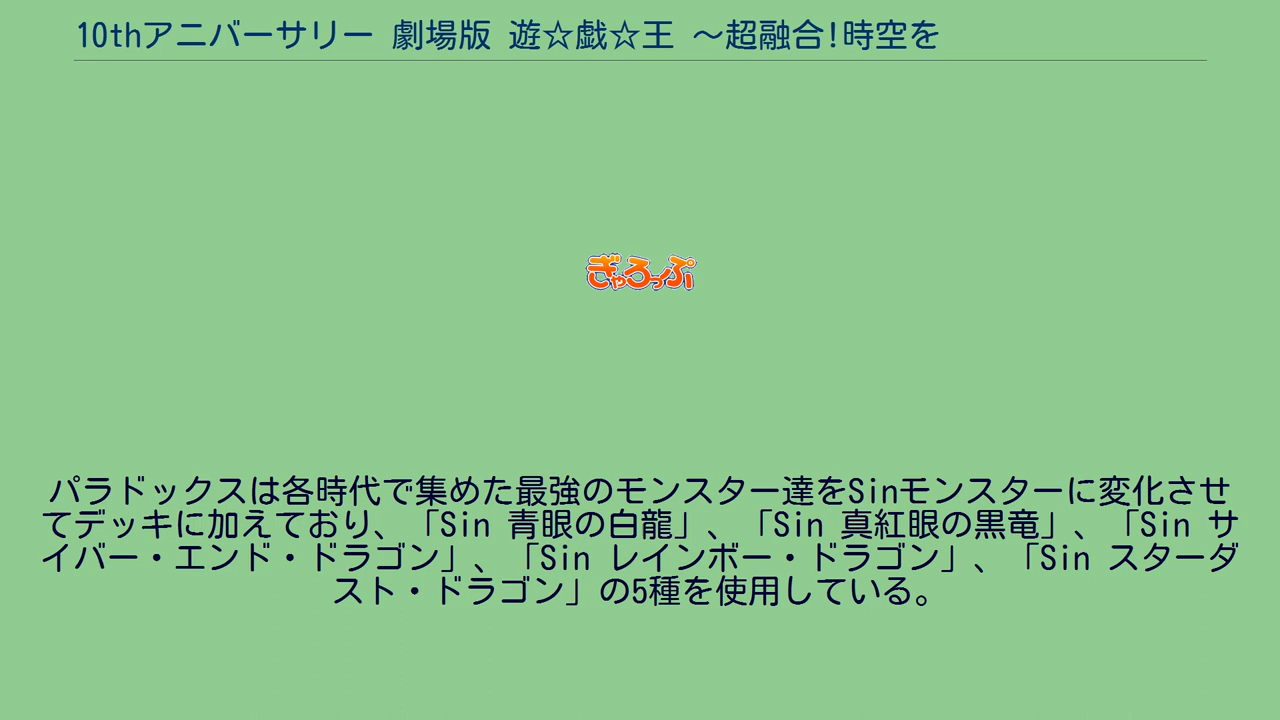 10thアニバーサリー 劇場版 遊☆戯☆王 ～超融合!時空を
ぎゃろっぷ
パラドックスは各時代で集めた最強のモンスター達をSinモンスターに変化させ
てデッキに加えており、「Sin 青眼の白龍」、「Sin 真紅眼の黒竜」、「Sin サ
イバー・エンド・ドラゴン」、「Sin レインボー・ドラゴン」、「Sin スターダ
スト・ドラゴン」の5種を使用している。